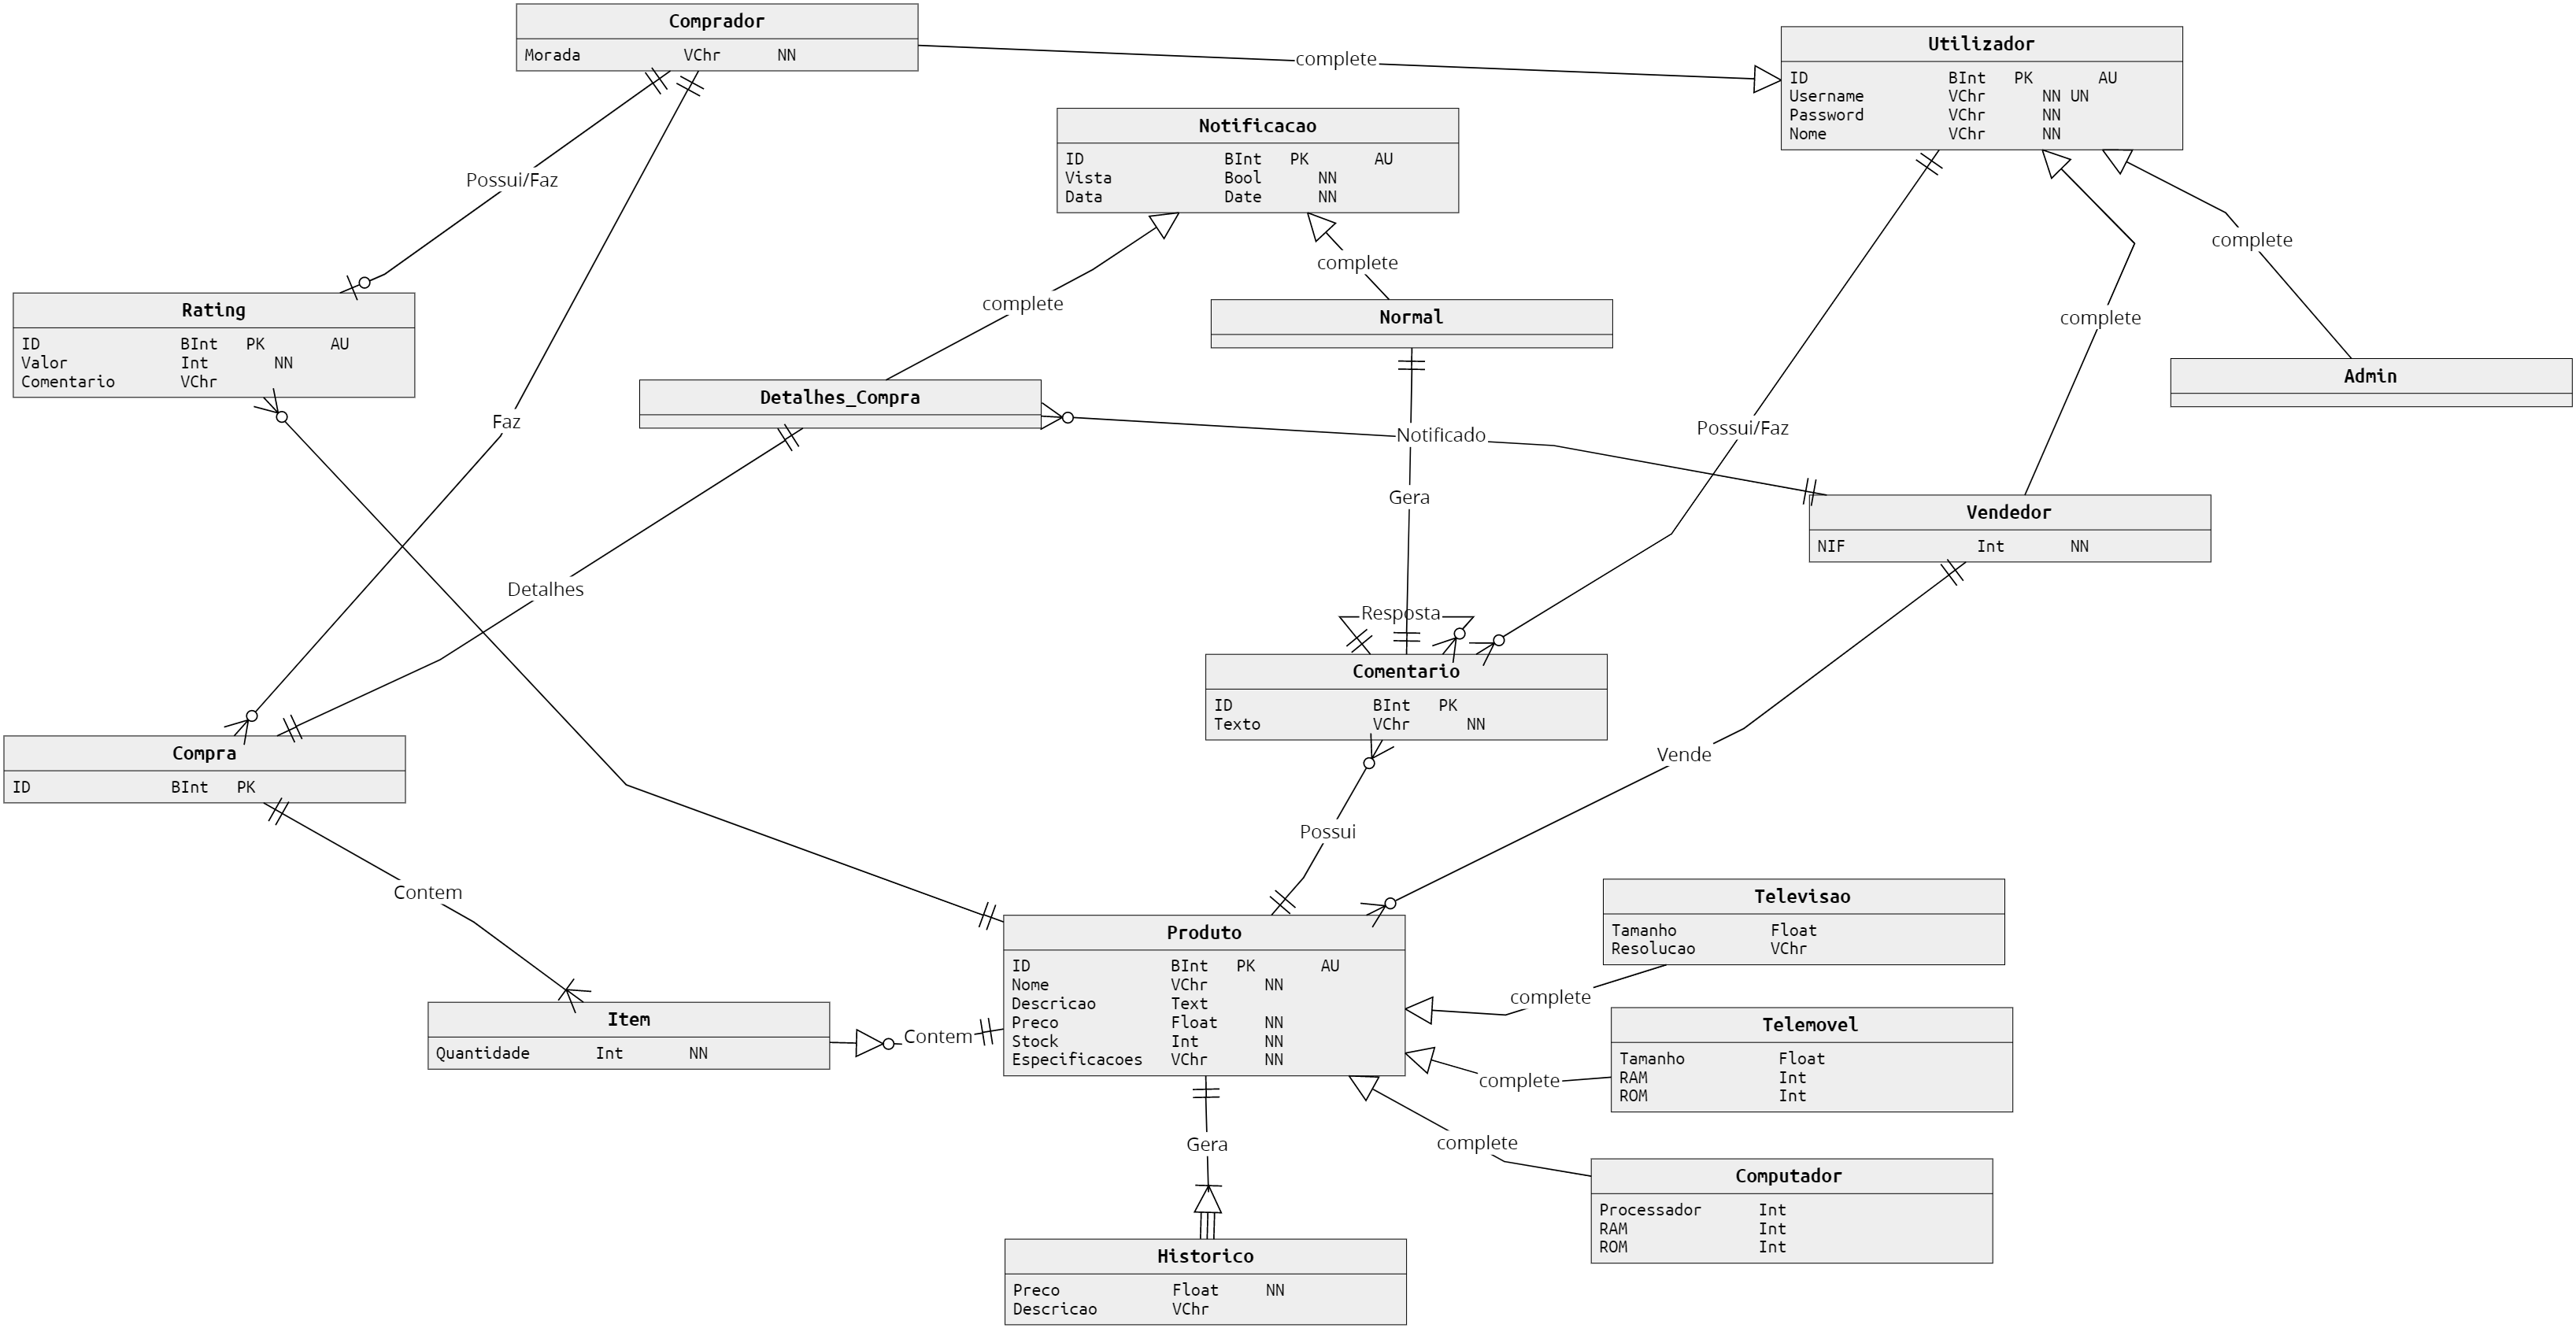 Comprador
Morada VChr NN
complete
Utilizador
ID BInt PK AU
Username VChr NN UN
Password VChr NN
Nome VChr NN
Notificacao
ID BInt PK AU
Vista Bool NN
Data Date NN
Possui/Faz
complete
complete
complete
complete
Rating
ID BInt PK AU
Valor Int NN
Comentario VChr
Normal
Admin
Detalhes_Compra
Faz
Notificado
Possui/Faz
Gera
Vendedor
NIF Int NN
Detalhes
Resposta
Comentario
ID BInt PK
Texto VChr NN
Compra
ID BInt PK
Vende
Possui
Contem
Televisao
Tamanho Float
Resolucao VChr
Produto
ID BInt PK AU
Nome VChr NN
Descricao Text
Preco Float NN
Stock Int NN
Especificacoes VChr NN
complete
Item
Quantidade Int NN
Contem
Telemovel
Tamanho Float
RAM Int
ROM Int
complete
Gera
complete
Computador
Processador Int
RAM Int
ROM Int
Historico
Preco Float NN
Descricao VChr